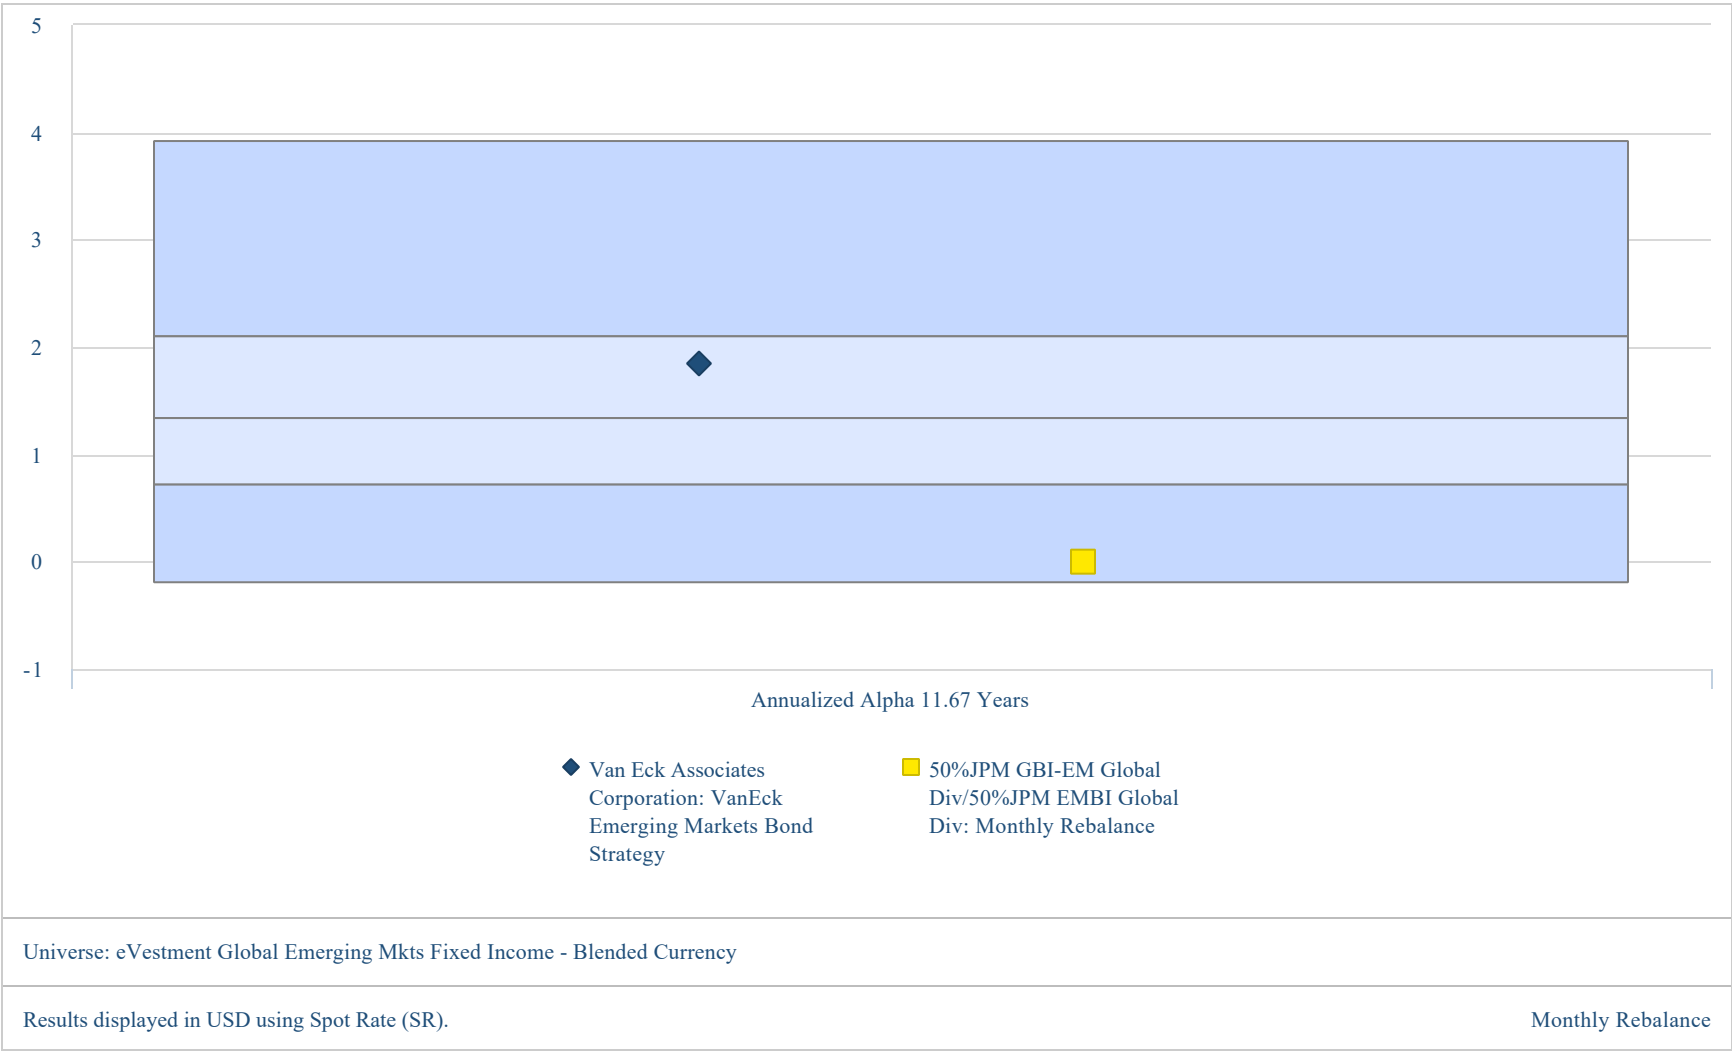 5
4
3
2
1
0
-1
Annualized Alpha 11.67 Years
Van Eck Associates
Corporation: VanEck
Emerging Markets Bond
Strategy
50%JPM GBI-EM Global
Div/50%JPM EMBI Global
Div: Monthly Rebalance
Universe: eVestment Global Emerging Mkts Fixed Income - Blended Currency
Results displayed in USD using Spot Rate (SR).
Monthly Rebalance